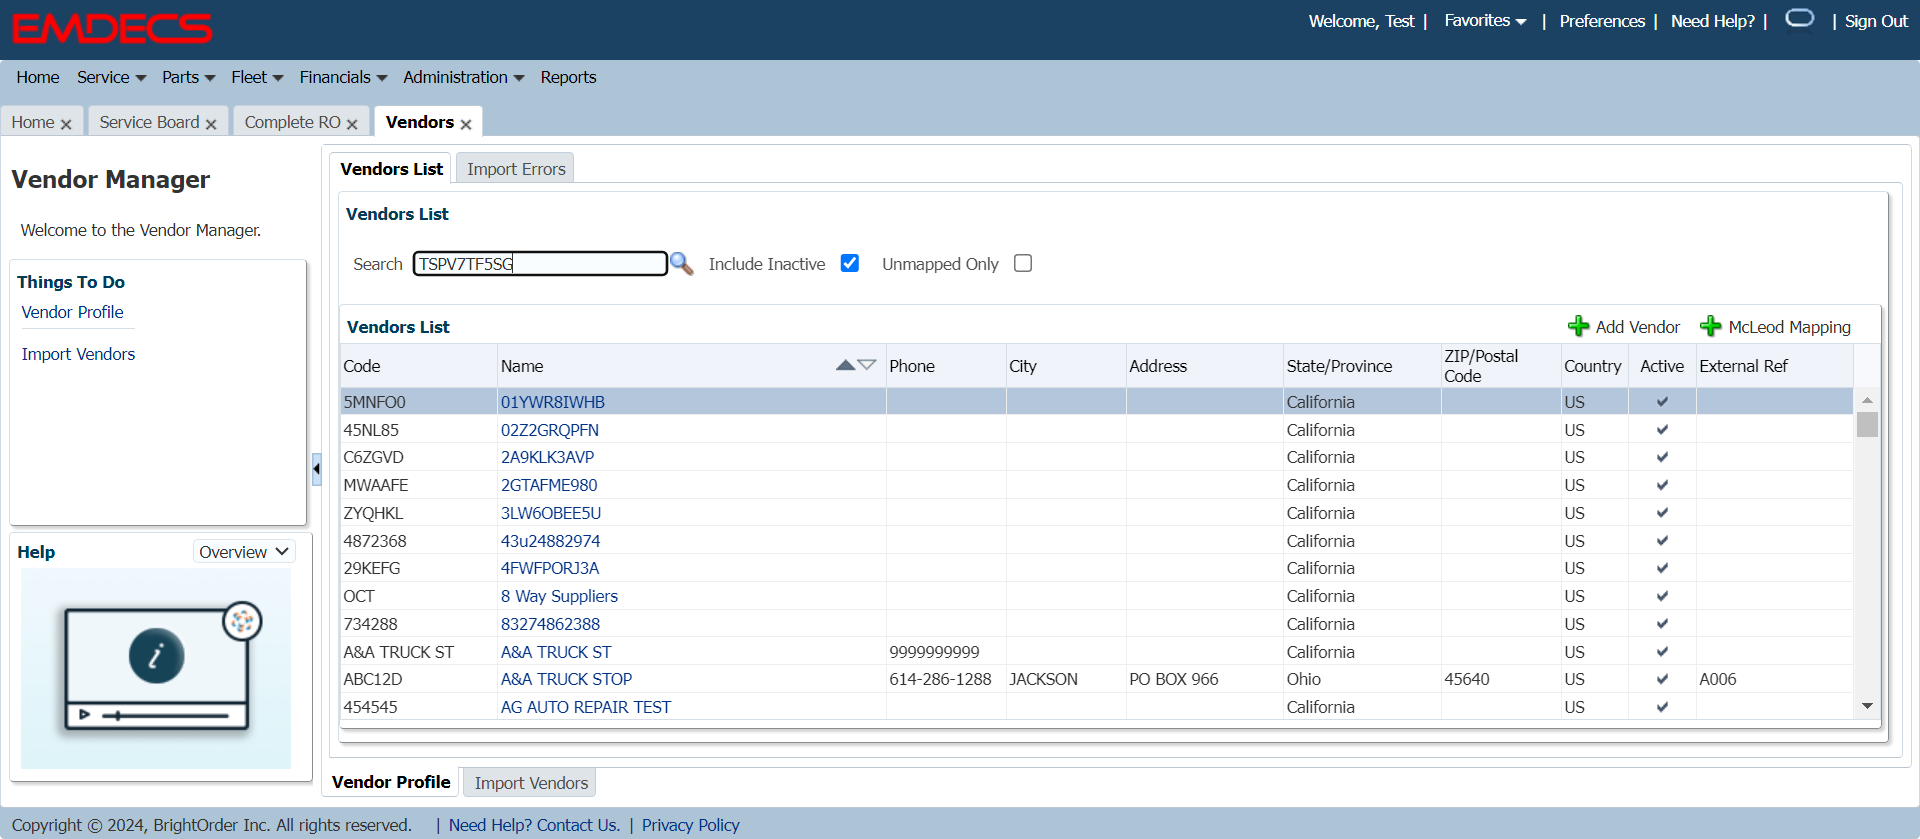 EMDECS
Welcome, Test | Favorites | Preferences | Need Help? | | Sign Out
Home Service Parts Fleet Financials Administration Reports
Home Service Board Complete RO Vendors
Vendor Manager
Welcome to the Vendor Manager.
Things To Do
Vendor Profile
Import Vendors
Help Overview
i
Vendors List Import Errors
Vendors List
Search TSPV7TF5SG Include Inactive Unmapped Only
Vendors List Add Vendor McLeod Mapping
Code Name Phone City Address State/Province ZIP/Postal Code Country Active External Ref
5MNFO0 01YWR8IWHB California US
45NL85 02Z2GRQPFN California US
C6ZGVD 2A9KLK3AVP California US
MWAAFE 2GTAFME980 California US
ZYQHKL 3LW6OBEE5U California US
4872368 43u24882974 California US
29KEFG 4FWFPORJ3A California US
OCT 8 Way Suppliers California US
734288 83274862388 California US
A&A TRUCK ST A&A TRUCK ST 9999999999 California US
ABC12D A&A TRUCK STOP 614-286-1288 JACKSON PO BOX 966 Ohio 45640 US A006
454545 AG AUTO REPAIR TEST California US
Vendor Profile Import Vendors
Copyright © 2024, BrightOrder Inc. All rights reserved. | Need Help? Contact Us. | Privacy Policy